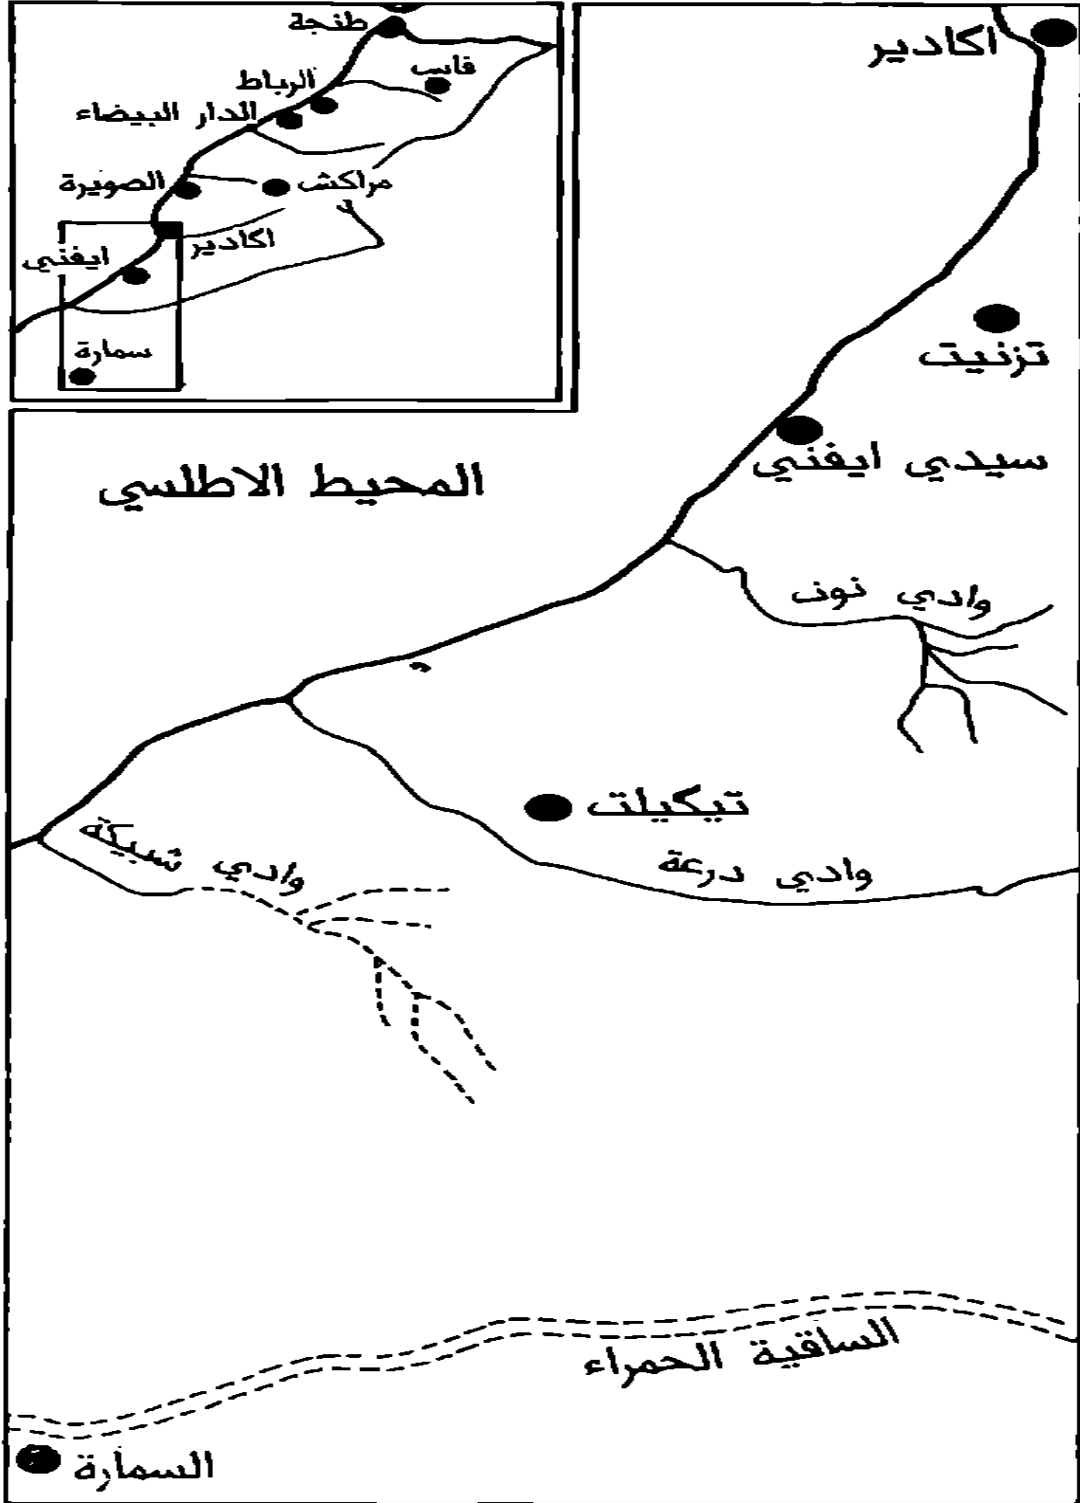 طنجة
فاس
الرباط
الدار البيضاء
الصويرة
مراكش
اكادير
ايفني
سمارة
اكادير
تزنيت
سيدي ايفني
المحيط الاطلسي
وادي نون
تيكيلت
وادي درعة
وادي شبيكة
الساقية الحمراء
السمارة